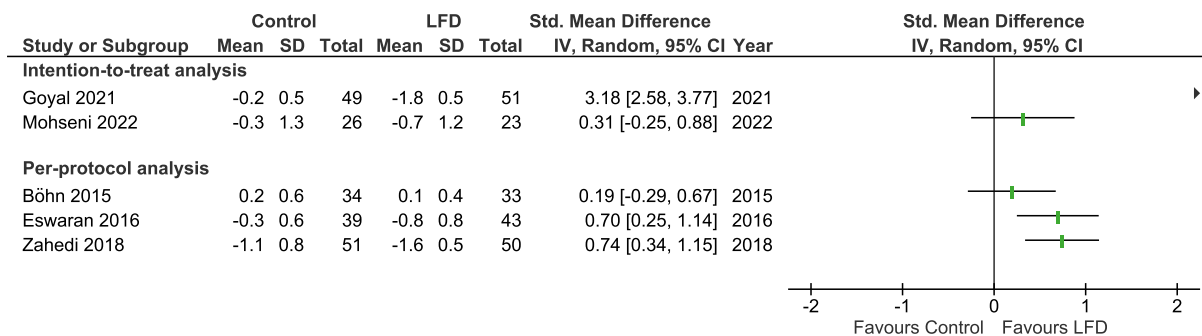 Control LFD Std. Mean Difference Std. Mean Difference
Study or Subgroup Mean SD Total Mean SD Total IV, Random, 95% CI Year IV, Random, 95% CI
Intention-to-treat analysis
Goyal 2021 -0.2 0.5 49 -1.8 0.5 51 3.18 [2.58, 3.77] 2021
Mohseni 2022 -0.3 1.3 26 -0.7 1.2 23 0.31 [-0.25, 0.88] 2022
Per-protocol analysis
Böhn 2015 0.2 0.6 34 0.1 0.4 33 0.19 [-0.29, 0.67] 2015
Eswaran 2016 -0.3 0.6 39 -0.8 0.8 43 0.70 [0.25, 1.14] 2016
Zahedi 2018 -1.1 0.8 51 -1.6 0.5 50 0.74 [0.34, 1.15] 2018
-2 -1 0 1 2
Favours Control Favours LFD